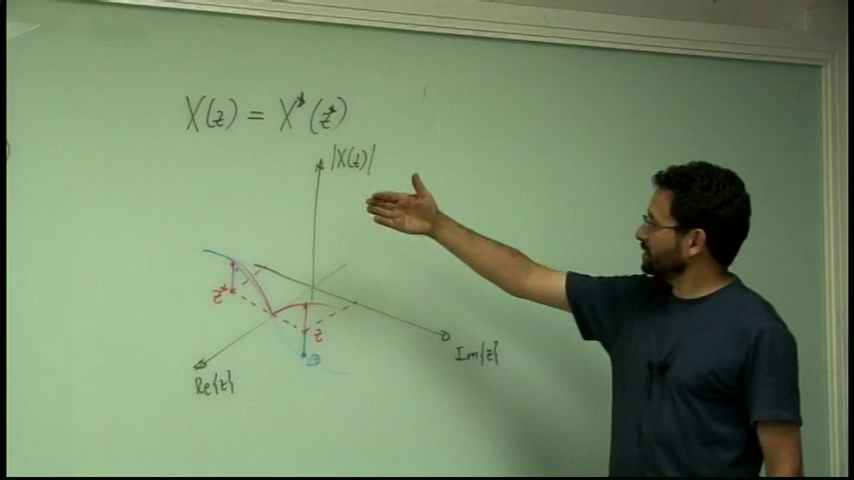 X(z) = X*(z*)
|X(z)|
z*
z
Im{z}
Re{z}